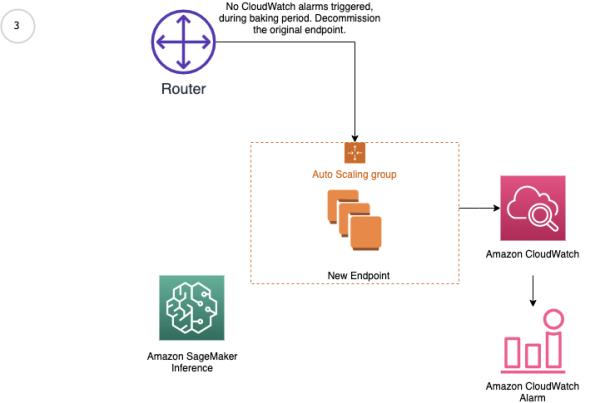 3
No CloudWatch alarms triggered,
during baking period. Decommission
the original endpoint.
Router
Auto Scaling group
New Endpoint
Amazon CloudWatch
Amazon SageMaker
Inference
Amazon CloudWatch
Alarm